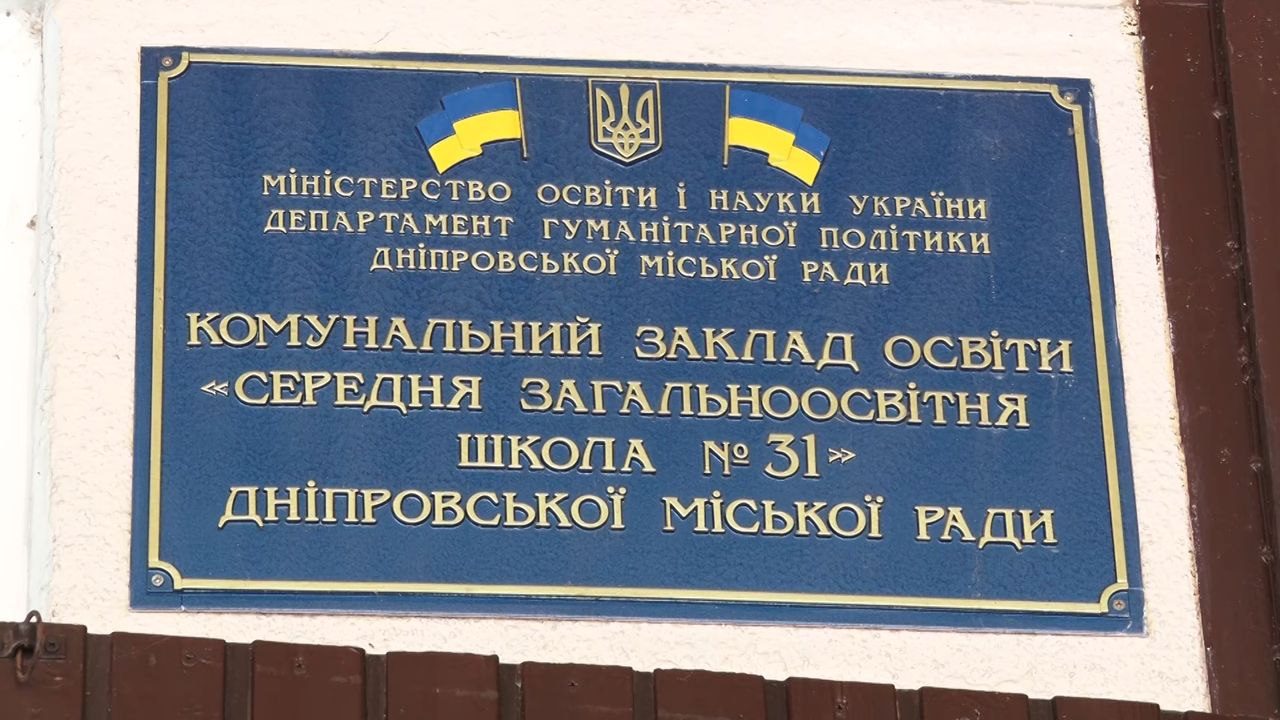 МІНІСТЕРСТВО ОСВІТИ І НАУКИ УКРАЇНИ
ДЕПАРТАМЕНТ ГУМАНІТАРНОЇ ПОЛІТИКИ
ДНІПРОВСЬКОЇ МІСЬКОЇ РАДИ
КОМУНАЛЬНИЙ ЗАКЛАД ОСВІТИ
«СЕРЕДНЯ ЗАГАЛЬНООСВІТНЯ
ШКОЛА № 31»
ДНІПРОВСЬКОЇ МІСЬКОЇ РАДИ